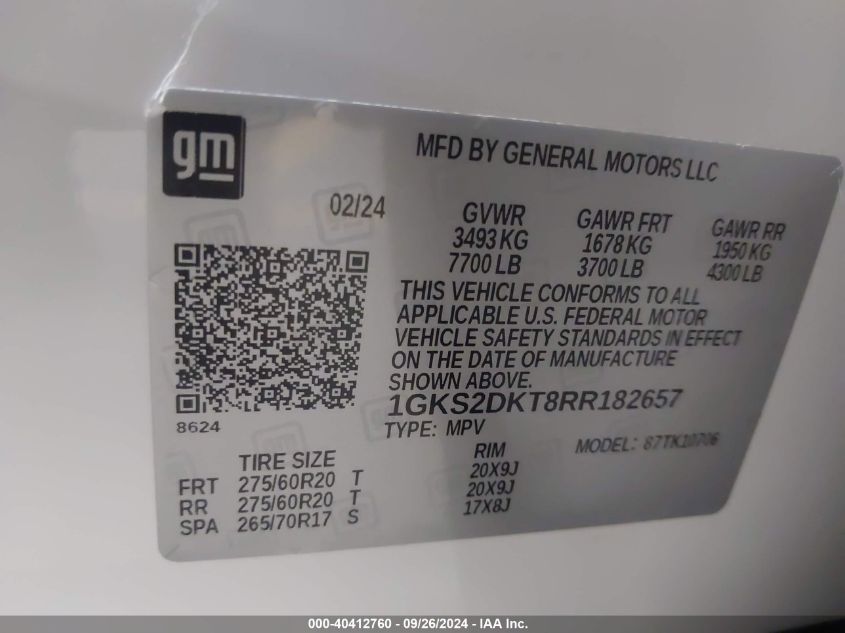 gm
MFD BY GENERAL MOTORS LLC
02/24
GVWR GAWR FRT GAWR RR
3493 KG 1678 KG 1950 KG
7700 LB 3700 LB 4300 LB
THIS VEHICLE CONFORMS TO ALL
APPLICABLE U.S. FEDERAL MOTOR
VEHICLE SAFETY STANDARDS IN EFFECT
ON THE DATE OF MANUFACTURE
SHOWN ABOVE.
1GKS2DKT8RR182657
8624
TYPE: MPV MODEL: 87TK10706
TIRE SIZE RIM
FRT 275/60R20 T 20X9J
RR 275/60R20 T 20X9J
SPA 265/70R17 S 17X8J
000-40412760 - 09/26/2024 - IAA Inc.